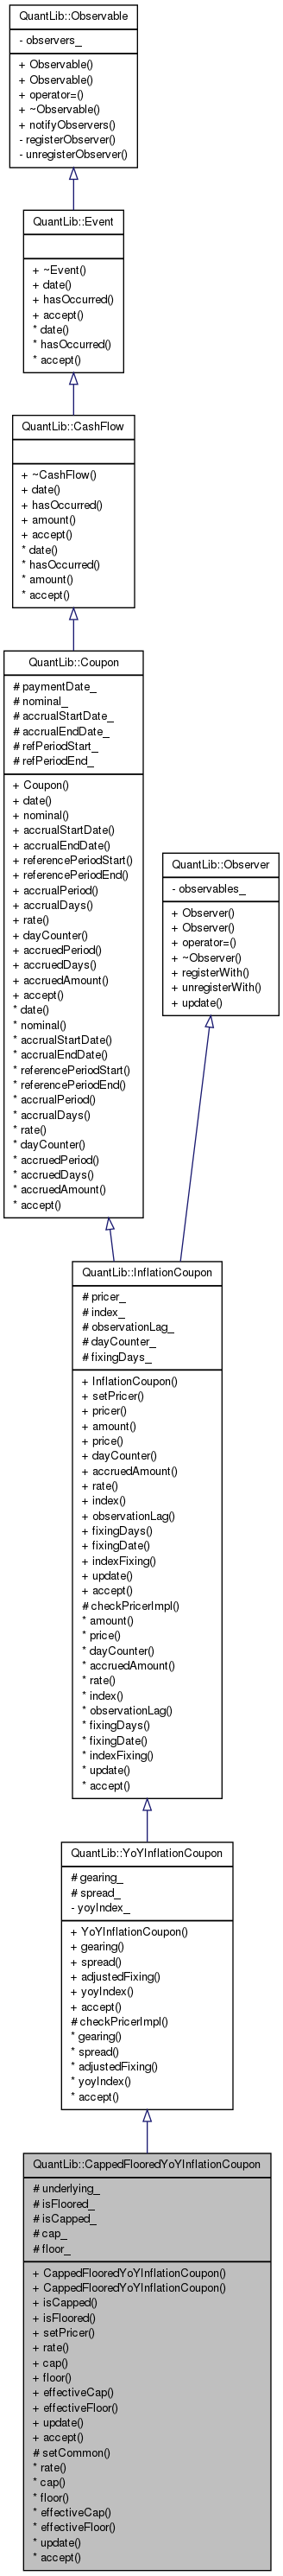 QuantLib::Observable
- observers_
+ Observable()
+ Observable()
+ operator=()
+ ~Observable()
+ notifyObservers()
- registerObserver()
- unregisterObserver()
QuantLib::Event
+ ~Event()
+ date()
+ hasOccurred()
+ accept()
* date()
* hasOccurred()
* accept()
QuantLib::CashFlow
+ ~CashFlow()
+ date()
+ hasOccurred()
+ amount()
+ accept()
* date()
* hasOccurred()
* amount()
* accept()
QuantLib::Coupon
# paymentDate_
# nominal_
# accrualStartDate_
# accrualEndDate_
# refPeriodStart_
# refPeriodEnd_
+ Coupon()
+ date()
+ nominal()
+ accrualStartDate()
+ accrualEndDate()
+ referencePeriodStart()
+ referencePeriodEnd()
+ accrualPeriod()
+ accrualDays()
+ rate()
+ dayCounter()
+ accruedPeriod()
+ accruedDays()
+ accruedAmount()
+ accept()
* date()
* nominal()
* accrualStartDate()
* accrualEndDate()
* referencePeriodStart()
* referencePeriodEnd()
* accrualPeriod()
* accrualDays()
* rate()
* dayCounter()
* accruedPeriod()
* accruedDays()
* accruedAmount()
* accept()
QuantLib::Observer
- observables_
+ Observer()
+ Observer()
+ operator=()
+ ~Observer()
+ registerWith()
+ unregisterWith()
+ update()
QuantLib::InflationCoupon
# pricer_
# index_
# observationLag_
# dayCounter_
# fixingDays_
+ InflationCoupon()
+ setPricer()
+ pricer()
+ amount()
+ price()
+ dayCounter()
+ accruedAmount()
+ rate()
+ index()
+ observationLag()
+ fixingDays()
+ fixingDate()
+ indexFixing()
+ update()
+ accept()
# checkPricerImpl()
* amount()
* price()
* dayCounter()
* accruedAmount()
* rate()
* index()
* observationLag()
* fixingDays()
* fixingDate()
* indexFixing()
* update()
* accept()
QuantLib::YoYInflationCoupon
# gearing_
# spread_
- yoyIndex_
+ YoYInflationCoupon()
+ gearing()
+ spread()
+ adjustedFixing()
+ yoyIndex()
+ accept()
# checkPricerImpl()
* gearing()
* spread()
* adjustedFixing()
* yoyIndex()
* accept()
QuantLib::CappedFlooredYoYInflationCoupon
# underlying_
# isFloored_
# isCapped_
# cap_
# floor_
+ CappedFlooredYoYInflationCoupon()
+ CappedFlooredYoYInflationCoupon()
+ isCapped()
+ isFloored()
+ setPricer()
+ rate()
+ cap()
+ floor()
+ effectiveCap()
+ effectiveFloor()
+ update()
+ accept()
# setCommon()
* rate()
* cap()
* floor()
* effectiveCap()
* effectiveFloor()
* update()
* accept()